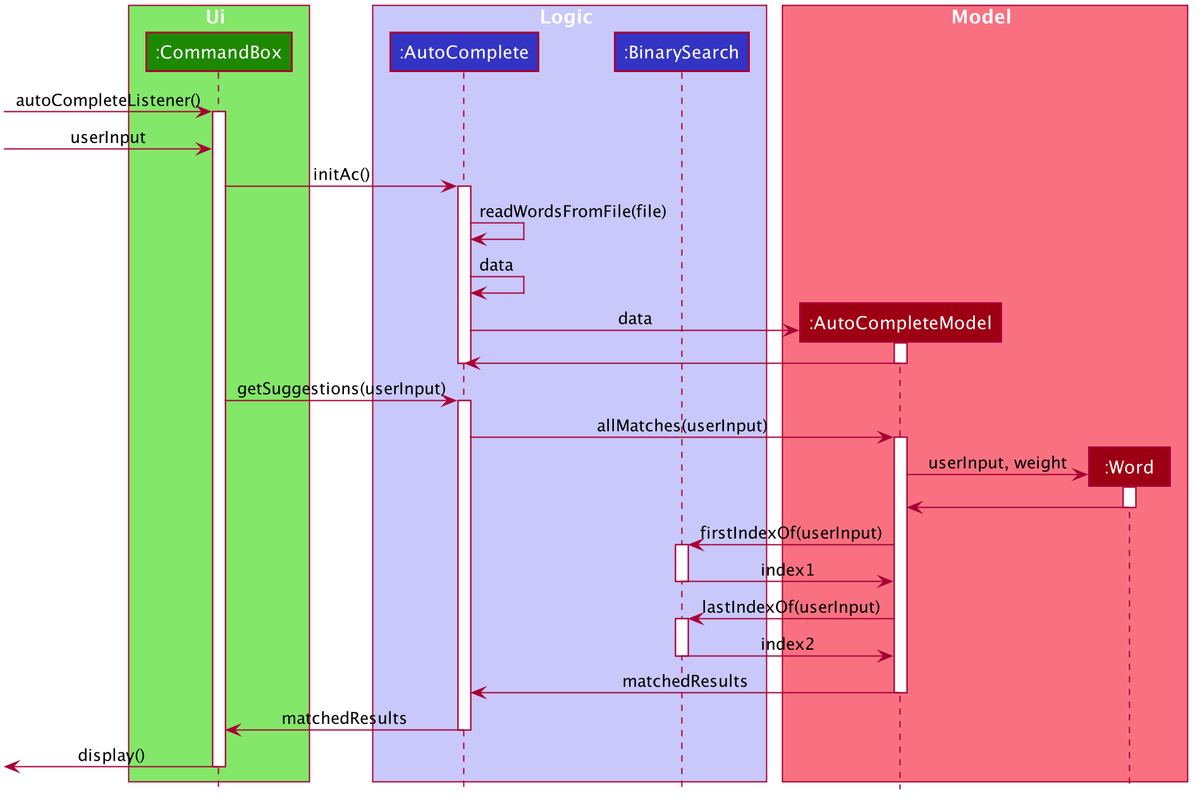 Ui
Logic
Model
:CommandBox
:AutoComplete
:BinarySearch
autoCompleteListener()
userInput
initAc()
readWordsFromFile(file)
data
data
:AutoCompleteModel
getSuggestions(userInput)
allMatches(userInput)
userInput, weight
:Word
firstIndexOf(userInput)
index1
lastIndexOf(userInput)
index2
matchedResults
matchedResults
display()